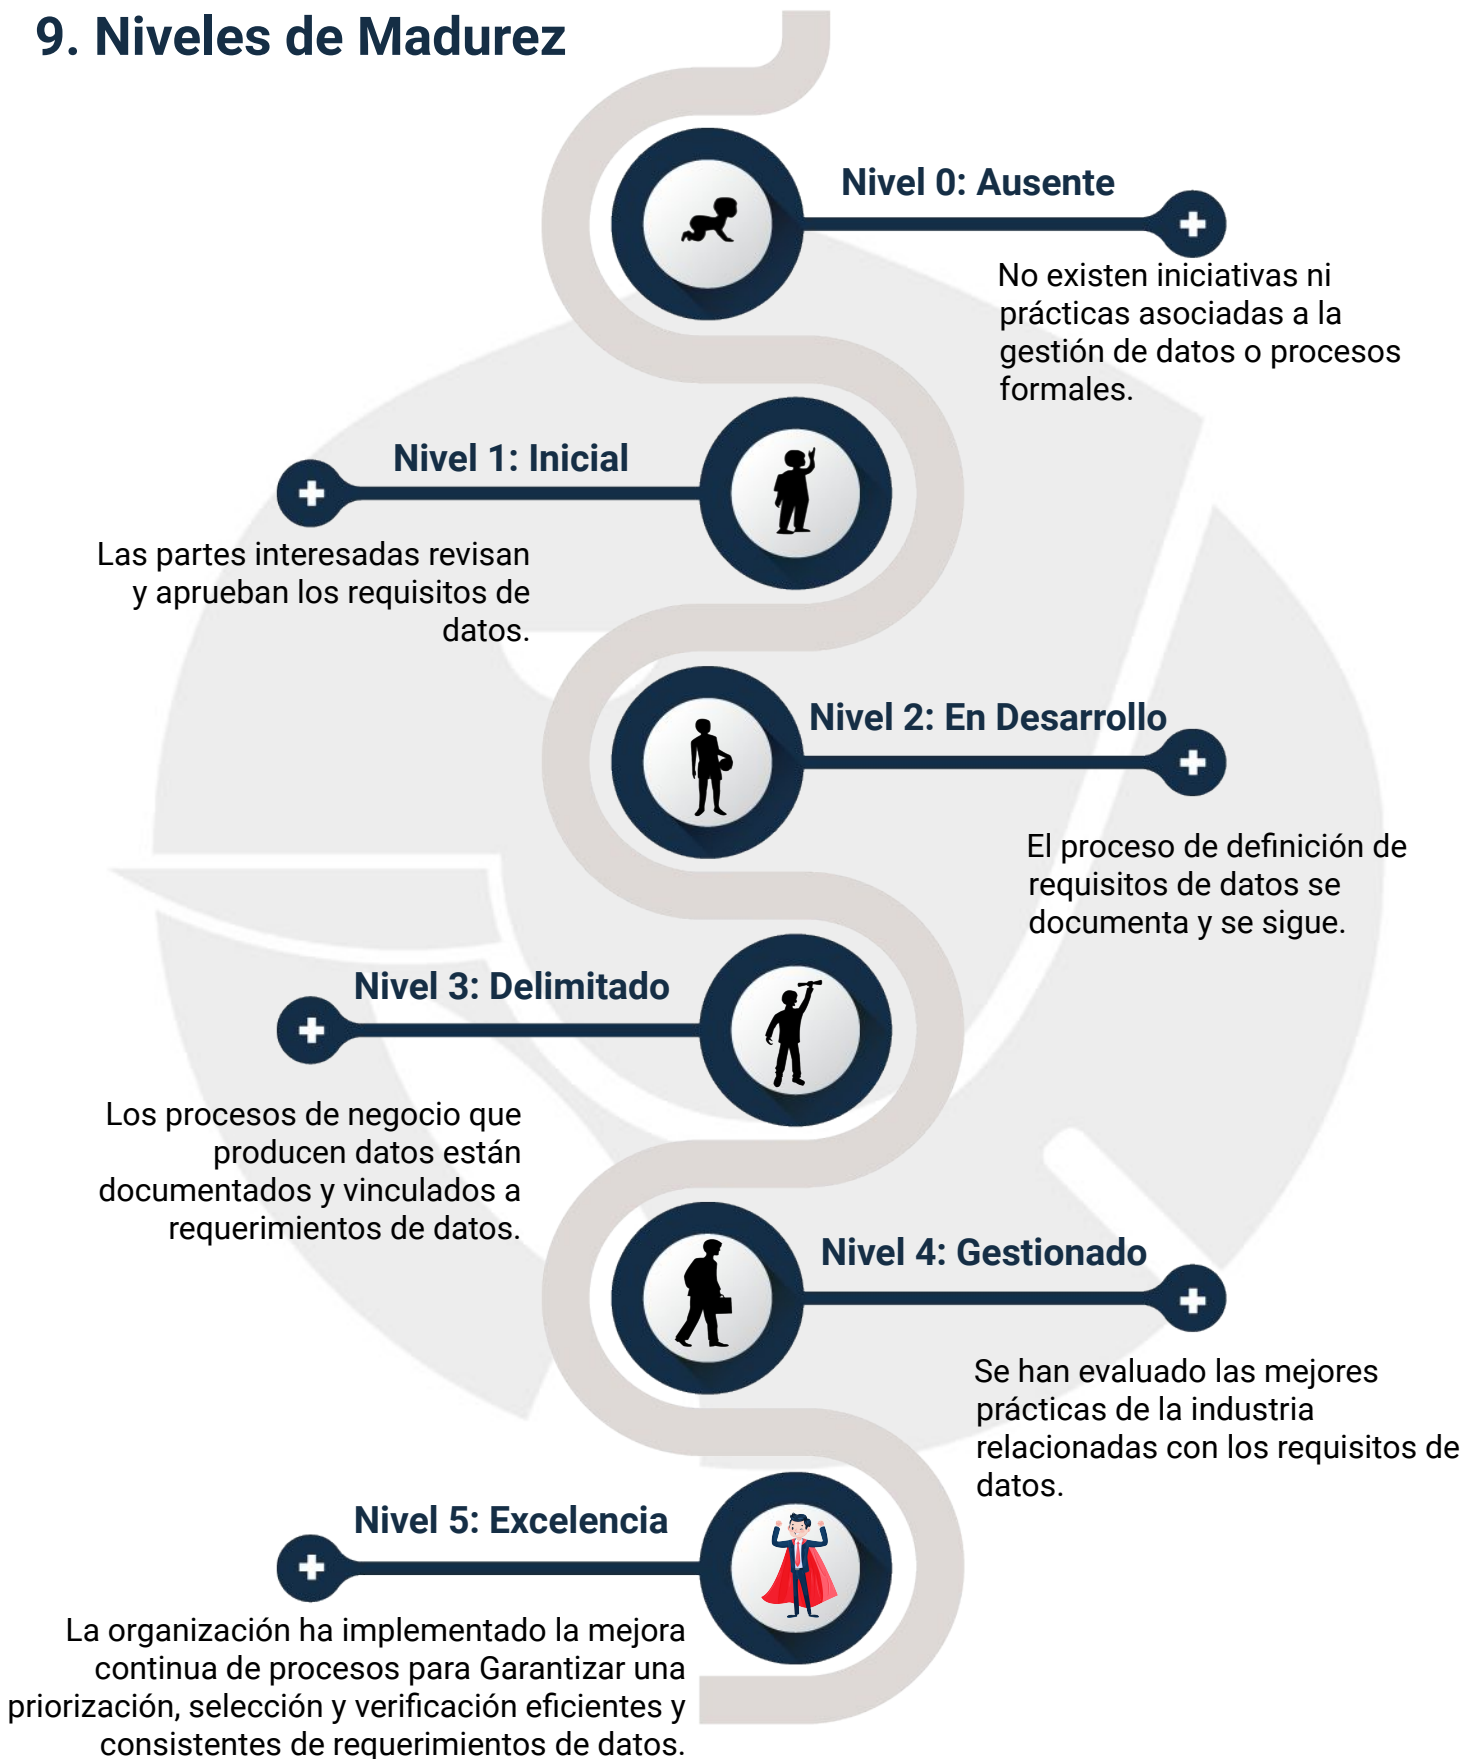 9. Niveles de Madurez
Nivel 0: Ausente
No existen iniciativas ni
prácticas asociadas a la
gestión de datos o procesos
formales.
Nivel 1: Inicial
Las partes interesadas revisan
y aprueban los requisitos de
datos.
Nivel 2: En Desarrollo
El proceso de definición de
requisitos de datos se
documenta y se sigue.
Nivel 3: Delimitado
Los procesos de negocio que
producen datos están
documentados y vinculados a
requerimientos de datos.
Nivel 4: Gestionado
Se han evaluado las mejores
prácticas de la industria
relacionadas con los requisitos de
datos.
Nivel 5: Excelencia
La organización ha implementado la mejora
continua de procesos para Garantizar una
priorización, selección y verificación eficientes y
consistentes de requerimientos de datos.